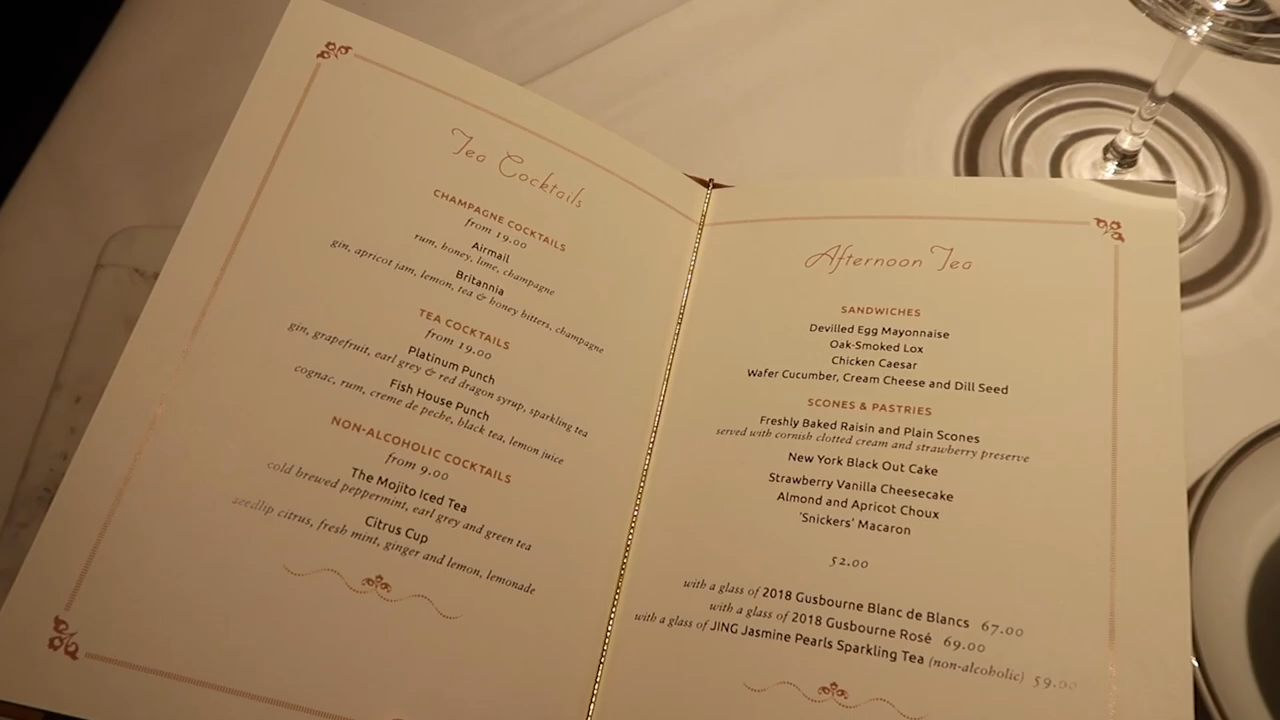 Tea Cocktails
CHAMPAGNE COCKTAILS
from 19.00
Airmail
rum, honey, lime, champagne
Britannia
gin, apricot jam, lemon, tea & honey bitters, champagne
TEA COCKTAILS
from 19.00
Platinum Punch
gin, grapefruit, earl grey & red dragon syrup, sparkling tea
Fish House Punch
cognac, rum, creme de peche, black tea, lemon juice
NON-ALCOHOLIC COCKTAILS
from 9.00
The Mojito Iced Tea
cold brewed peppermint, earl grey and green tea
Citrus Cup
seedlip citrus, fresh mint, ginger and lemon, lemonade
Afternoon Tea
SANDWICHES
Devilled Egg Mayonnaise
Oak-Smoked Lox
Chicken Caesar
Wafer Cucumber, Cream Cheese and Dill Seed
SCONES & PASTRIES
Freshly Baked Raisin and Plain Scones
served with cornish clotted cream and strawberry preserve
New York Black Out Cake
Strawberry Vanilla Cheesecake
Almond and Apricot Choux
'Snickers' Macaron
52.00
with a glass of 2018 Gusbourne Blanc de Blancs 67.00
with a glass of 2018 Gusbourne Rosé 69.00
with a glass of JING Jasmine Pearls Sparkling Tea (non-alcoholic) 59.00